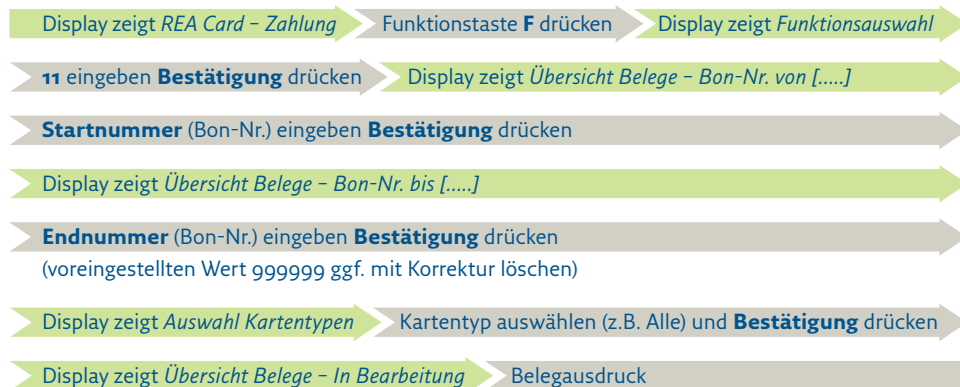 Display zeigt REA Card – Zahlung Funktionstaste F drücken Display zeigt Funktionsauswahl
11 eingeben Bestätigung drücken Display zeigt Übersicht Belege – Bon-Nr. von [.....]
Startnummer (Bon-Nr.) eingeben Bestätigung drücken
Display zeigt Übersicht Belege – Bon-Nr. bis [.....]
Endnummer (Bon-Nr.) eingeben Bestätigung drücken
(voreingestellten Wert 999999 ggf. mit Korrektur löschen)
Display zeigt Auswahl Kartentypen Kartentyp auswählen (z.B. Alle) und Bestätigung drücken
Display zeigt Übersicht Belege – In Bearbeitung Belegausdruck